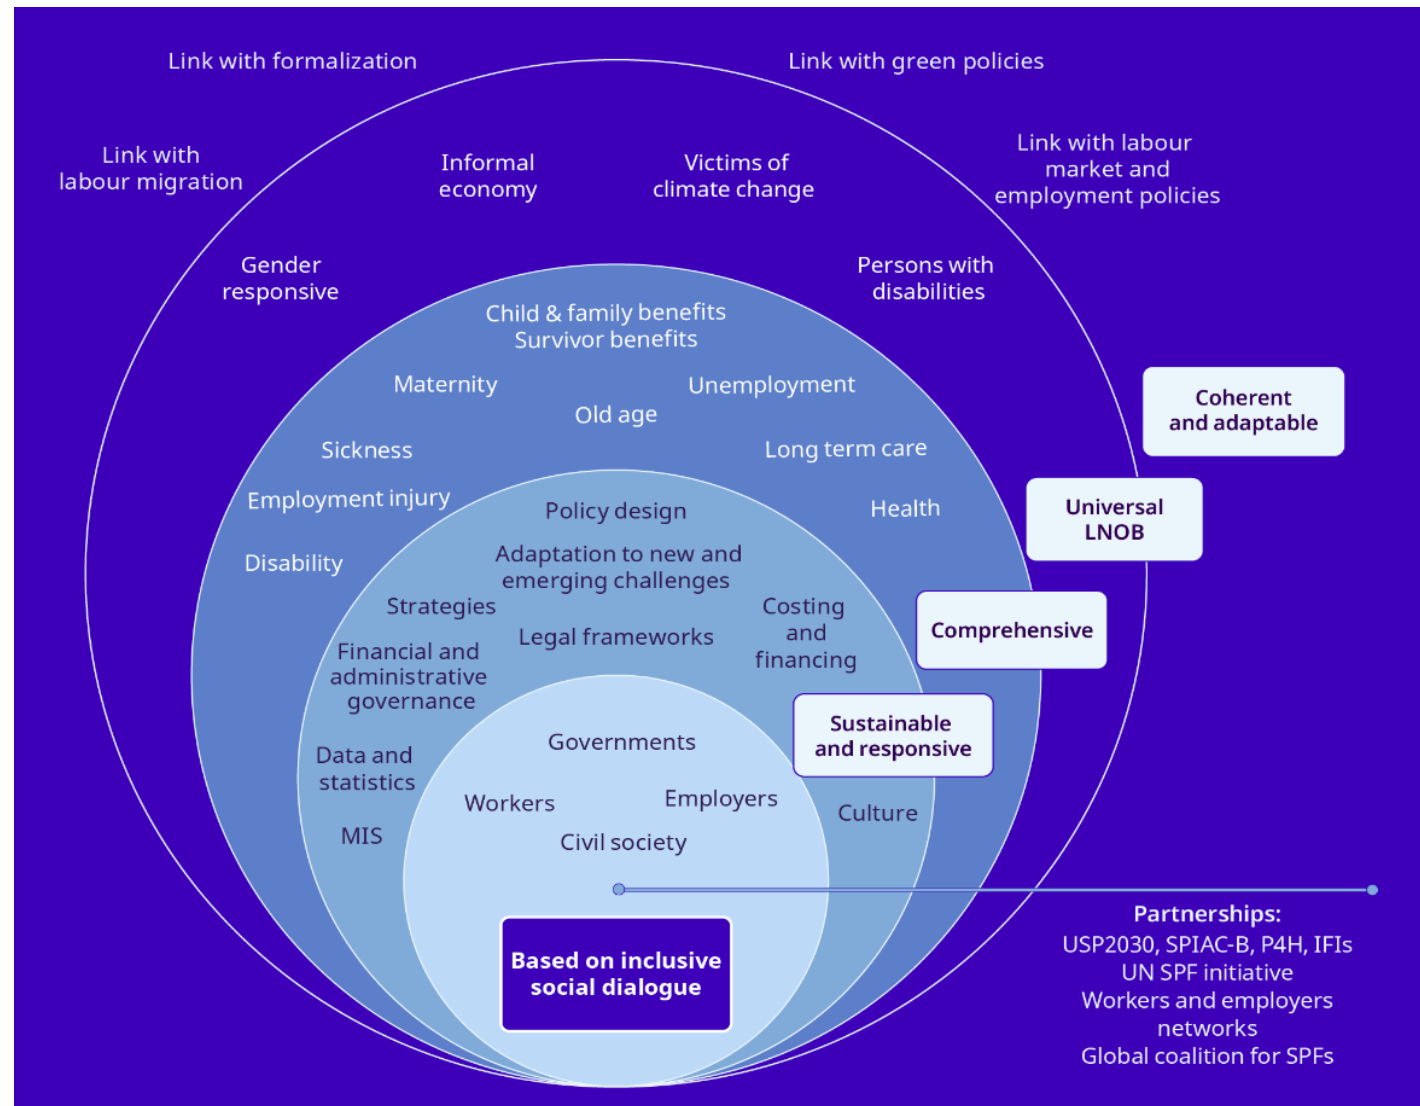 Link with formalization
Link with green policies
Link with labour
market and
employment policies
Link with
labour migration
Informal
economy
Victims of
climate change
Gender
responsive
Persons with
disabilities
Child & family benefits
Survivor benefits
Maternity
Unemployment
Old age
Sickness
Long term care
Employment injury
Health
Disability
Coherent
and adaptable
Universal
LNOB
Comprehensive
Sustainable
and responsive
Policy design
Adaptation to new and
emerging challenges
Strategies
Costing
and
financing
Legal frameworks
Financial and
administrative
governance
Data and
statistics
MIS
Culture
Governments
Workers
Employers
Civil society
Based on inclusive
social dialogue
Partnerships:
USP2030, SPIAC-B, P4H, IFIs
UN SPF initiative
Workers and employers
networks
Global coalition for SPFs